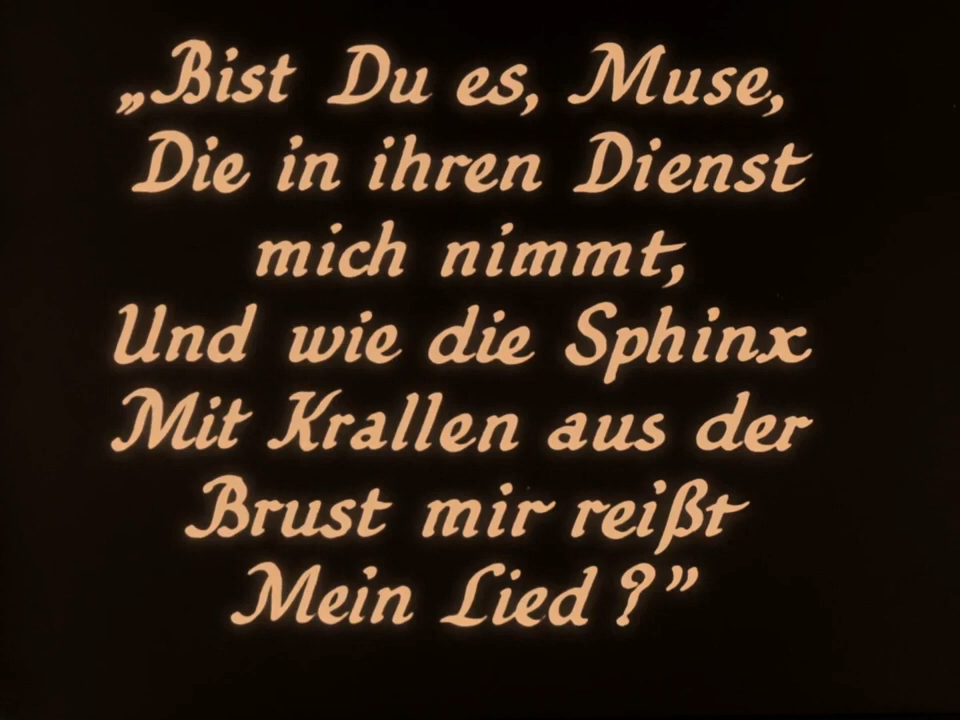 „Bist Du es, Muse,
Die in ihren Dienst
mich nimmt,
Und wie die Sphinx
Mit Krallen aus der
Brust mir reißt
Mein Lied?”